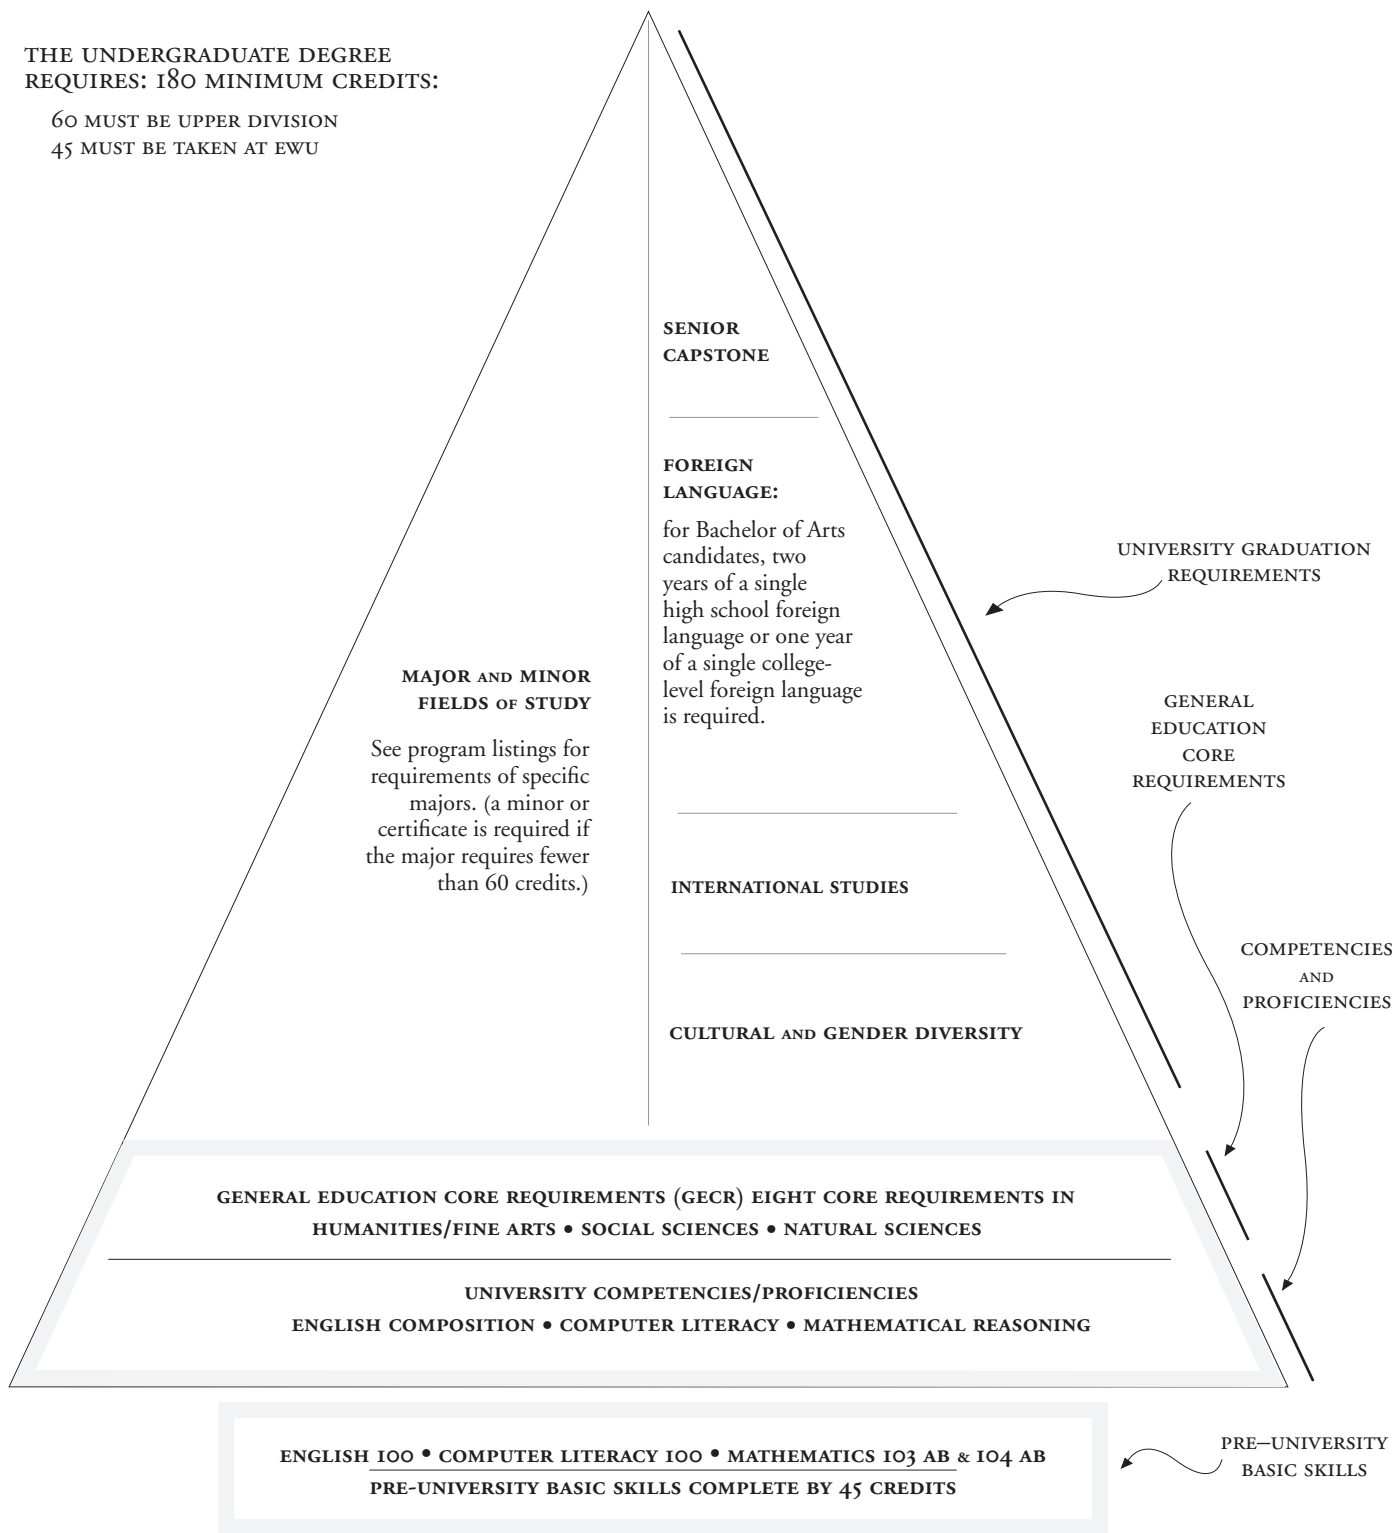 THE UNDERGRADUATE DEGREE
REQUIRES: 180 MINIMUM CREDITS:
60 MUST BE UPPER DIVISION
45 MUST BE TAKEN AT EWU
SENIOR
CAPSTONE
FOREIGN
LANGUAGE:
for Bachelor of Arts
candidates, two
years of a single
high school foreign
language or one year
of a single college-
level foreign language
is required.
UNIVERSITY GRADUATION
REQUIREMENTS
MAJOR AND MINOR
FIELDS OF STUDY
See program listings for
requirements of specific
majors. (a minor or
certificate is required if
the major requires fewer
than 60 credits.)
GENERAL
EDUCATION
CORE
REQUIREMENTS
INTERNATIONAL STUDIES
COMPETENCIES
AND
PROFICIENCIES
CULTURAL AND GENDER DIVERSITY
GENERAL EDUCATION CORE REQUIREMENTS (GECR) EIGHT CORE REQUIREMENTS IN
HUMANITIES/FINE ARTS • SOCIAL SCIENCES • NATURAL SCIENCES
UNIVERSITY COMPETENCIES/PROFICIENCIES
ENGLISH COMPOSITION • COMPUTER LITERACY • MATHEMATICAL REASONING
ENGLISH 100 • COMPUTER LITERACY 100 • MATHEMATICS 103 AB & 104 AB
PRE-UNIVERSITY BASIC SKILLS COMPLETE BY 45 CREDITS
PRE–UNIVERSITY
BASIC SKILLS